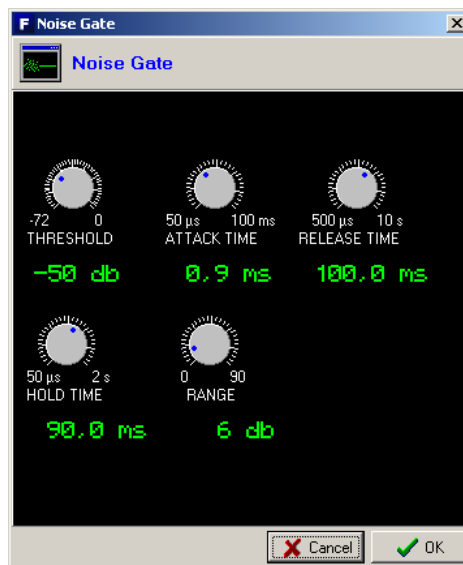 F Noise Gate
Noise Gate
-72 0
THRESHOLD
-50 db
50 µs 100 ms
ATTACK TIME
0,9 ms
500 µs 10 s
RELEASE TIME
100,0 ms
50 µs 2 s
HOLD TIME
90,0 ms
0 90
RANGE
6 db
Cancel OK